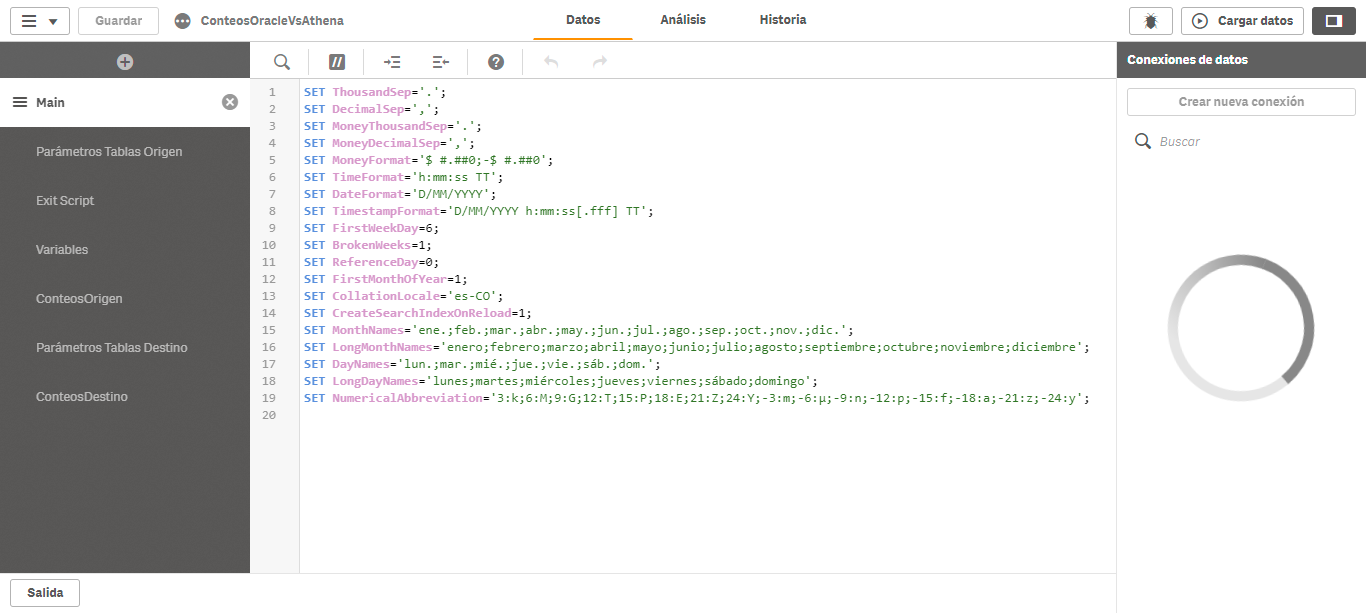 Guardar
ConteosOracleVsAthena
Datos
Análisis
Historia
Cargar datos
Main
Parámetros Tablas Origen
Exit Script
Variables
ConteosOrigen
Parámetros Tablas Destino
ConteosDestino
1 SET ThousandSep='.';
2 SET DecimalSep=',';
3 SET MoneyThousandSep='.';
4 SET MoneyDecimalSep=',';
5 SET MoneyFormat='$ #.##0;-$ #.##0';
6 SET TimeFormat='h:mm:ss TT';
7 SET DateFormat='D/MM/YYYY';
8 SET TimestampFormat='D/MM/YYYY h:mm:ss[.fff] TT';
9 SET FirstWeekDay=6;
10 SET BrokenWeeks=1;
11 SET ReferenceDay=0;
12 SET FirstMonthOfYear=1;
13 SET CollationLocale='es-CO';
14 SET CreateSearchIndexOnReload=1;
15 SET MonthNames='ene.;feb.;mar.;abr.;may.;jun.;jul.;ago.;sep.;oct.;nov.;dic.';
16 SET LongMonthNames='enero;febrero;marzo;abril;mayo;junio;julio;agosto;septiembre;octubre;noviembre;diciembre';
17 SET DayNames='lun.;mar.;mié.;jue.;vie.;sáb.;dom.';
18 SET LongDayNames='lunes;martes;miércoles;jueves;viernes;sábado;domingo';
19 SET NumericalAbbreviation='3:k;6:M;9:G;12:T;15:P;18:E;21:Z;24:Y;-3:m;-6:μ;-9:n;-12:p;-15:f;-18:a;-21:z;-24:y';
20
Conexiones de datos
Crear nueva conexión
Buscar
Salida